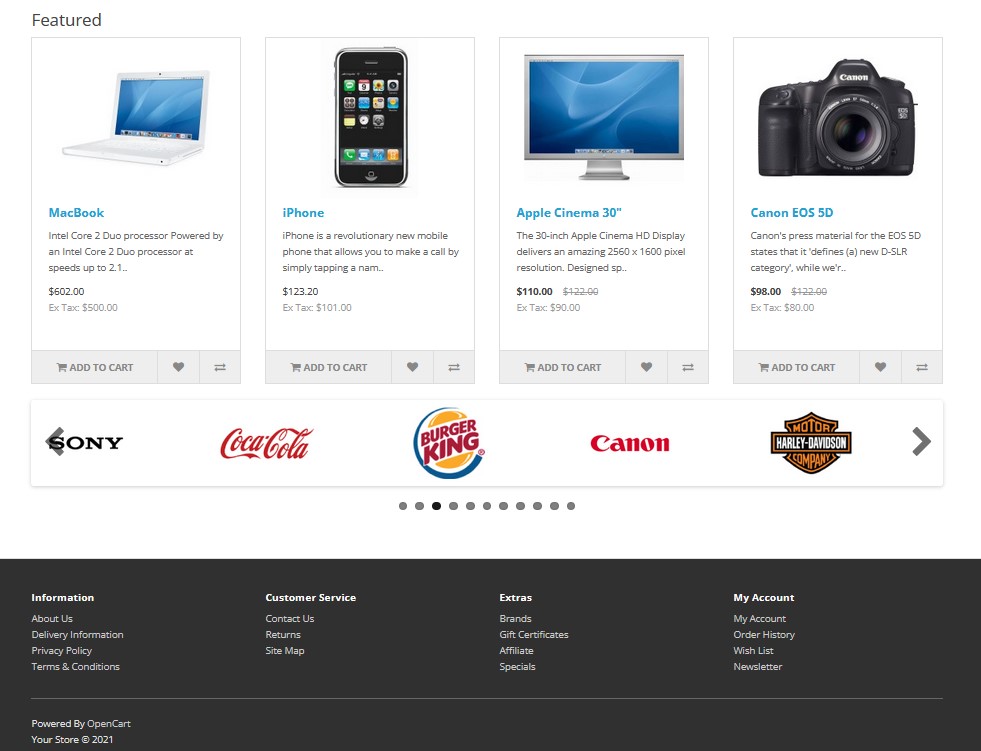 Featured
MacBook
Intel Core 2 Duo processor Powered by
an Intel Core 2 Duo processor at
speeds up to 2.1..
$602.00
Ex Tax: $500.00
ADD TO CART
iPhone
iPhone is a revolutionary new mobile
phone that allows you to make a call by
simply tapping a nam..
$123.20
Ex Tax: $101.00
ADD TO CART
Apple Cinema 30"
The 30-inch Apple Cinema HD Display
delivers an amazing 2560 x 1600 pixel
resolution. Designed sp..
$110.00 $122.00
Ex Tax: $90.00
ADD TO CART
Canon
EOS
5D
Canon EOS 5D
Canon's press material for the EOS 5D
states that it 'defines (a) new D-SLR
category', while we'r..
$98.00 $122.00
Ex Tax: $80.00
ADD TO CART
SONY
Coca-Cola
BURGER
KING®
Canon
MOTOR
HARLEY-DAVIDSON
COMPANY
Information
About Us
Delivery Information
Privacy Policy
Terms & Conditions
Customer Service
Contact Us
Returns
Site Map
Extras
Brands
Gift Certificates
Affiliate
Specials
My Account
My Account
Order History
Wish List
Newsletter
Powered By OpenCart
Your Store © 2021